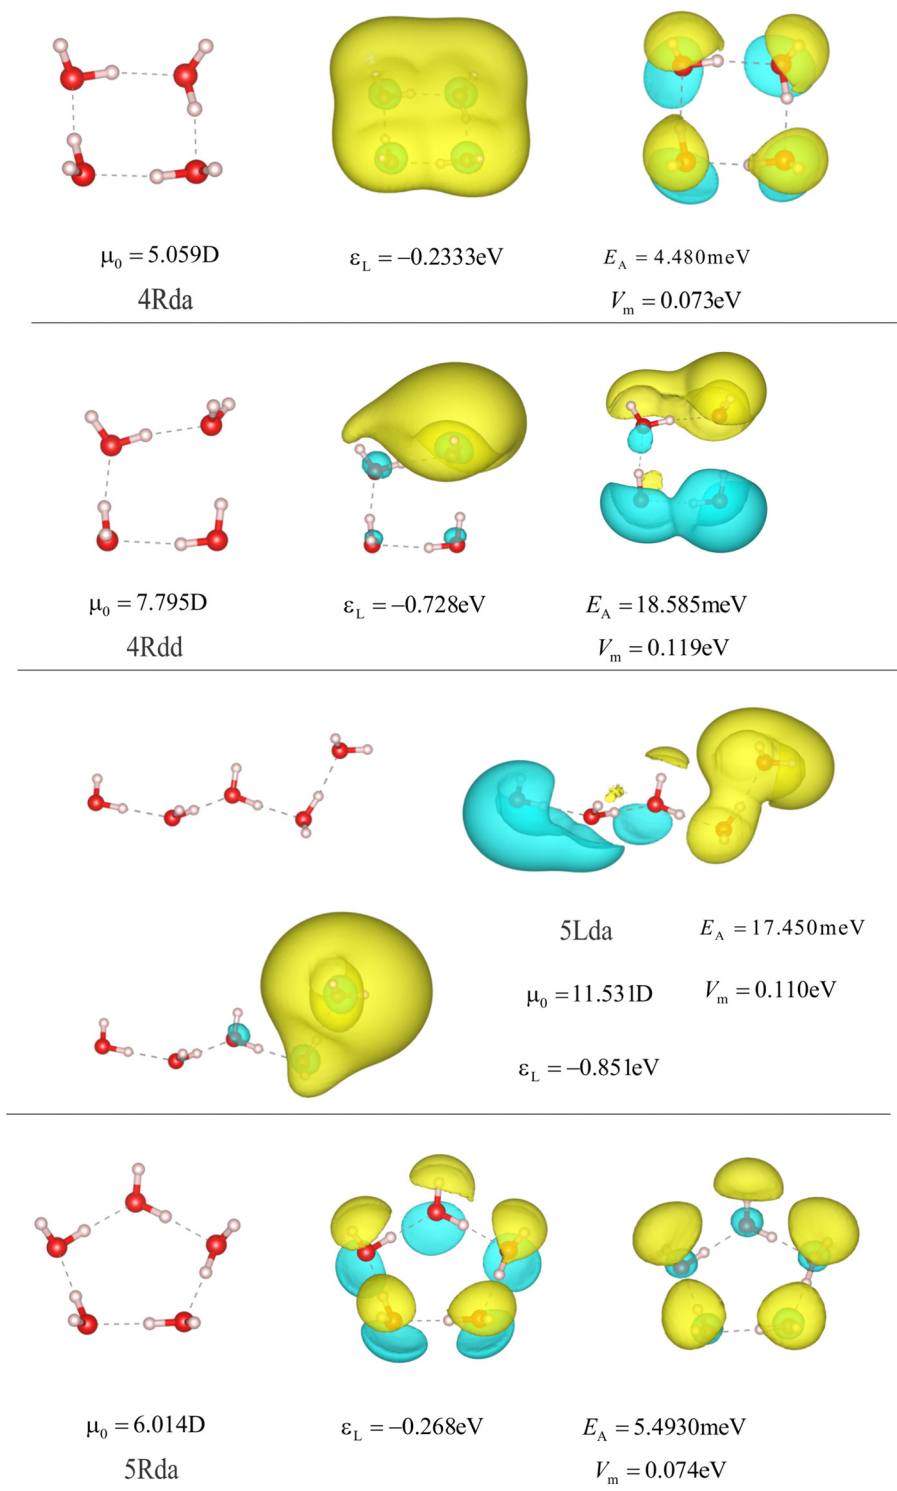 μ₀ = 5.059D εL = −0.2333eV EA = 4.480meV
4Rda Vm = 0.073eV
μ₀ = 7.795D εL = −0.728eV EA = 18.585meV
4Rdd Vm = 0.119eV
5Lda EA = 17.450meV
μ₀ = 11.531D Vm = 0.110eV
εL = −0.851eV
μ₀ = 6.014D εL = −0.268eV EA = 5.4930meV
5Rda Vm = 0.074eV